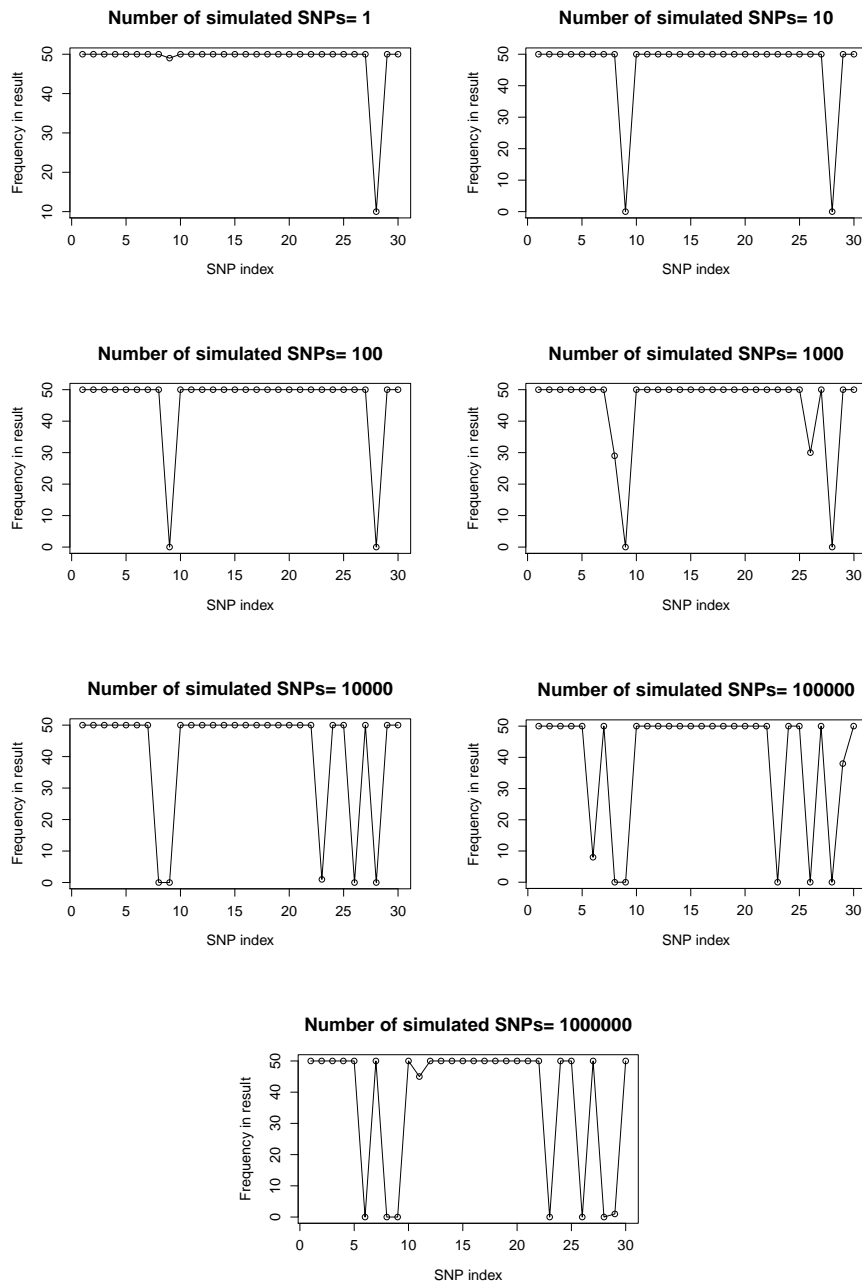 Number of simulated SNPs= 1
Frequency in result
10 20 30 40 50
0 5 10 15 20 25 30
SNP index
Number of simulated SNPs= 10
Frequency in result
0 10 20 30 40 50
0 5 10 15 20 25 30
SNP index
Number of simulated SNPs= 100
Frequency in result
0 10 20 30 40 50
0 5 10 15 20 25 30
SNP index
Number of simulated SNPs= 1000
Frequency in result
0 10 20 30 40 50
0 5 10 15 20 25 30
SNP index
Number of simulated SNPs= 10000
Frequency in result
0 10 20 30 40 50
0 5 10 15 20 25 30
SNP index
Number of simulated SNPs= 100000
Frequency in result
0 10 20 30 40 50
0 5 10 15 20 25 30
SNP index
Number of simulated SNPs= 1000000
Frequency in result
0 10 20 30 40 50
0 5 10 15 20 25 30
SNP index